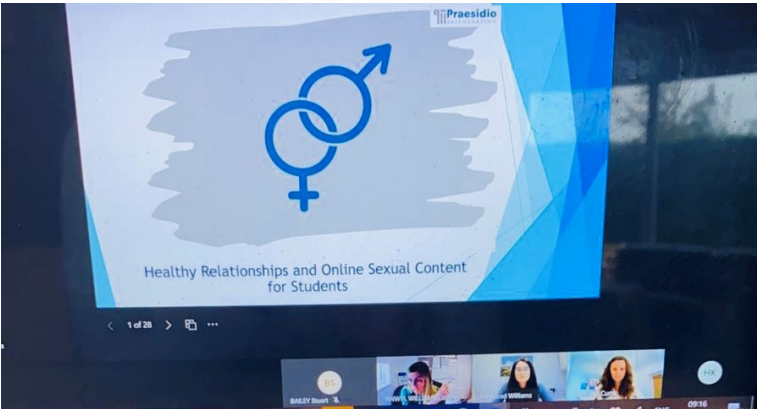 Praesidio
SAFEGUARDING
Healthy Relationships and Online Sexual Content
for Students
1 of 28
BS
BAILEY Stuart
Williams
HK
09:16